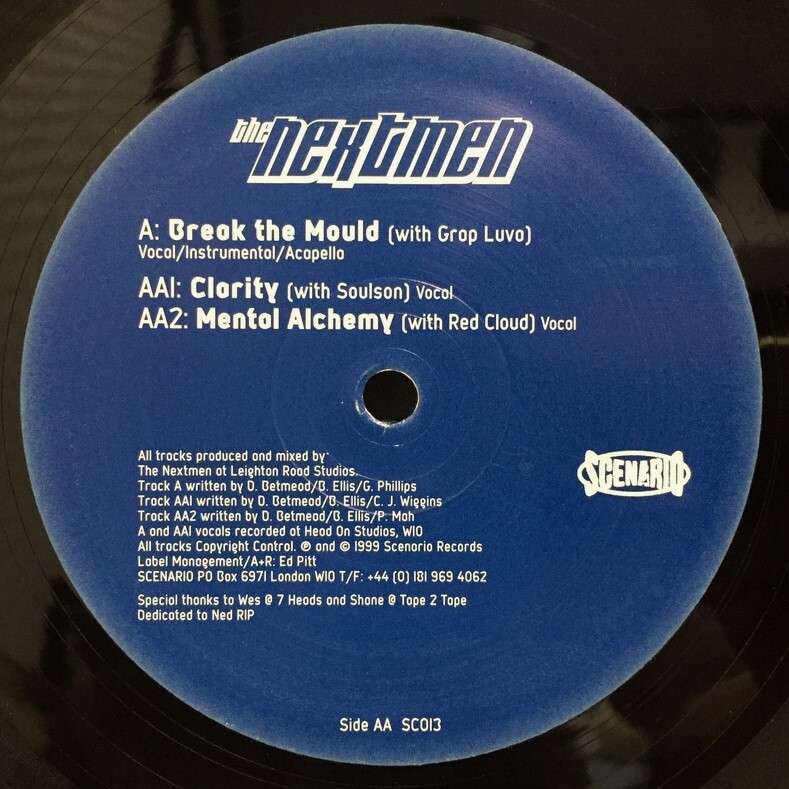 the nextmen
A: Break the Mould (with Grap Luva)
Vocal/Instrumental/Acapella
AA1: Clarity (with Soulson) Vocal
AA2: Mental Alchemy (with Red Cloud) Vocal
All tracks produced and mixed by
The Nextmen at Leighton Road Studios.
Track A written by D. Betmead/B. Ellis/G. Phillips
Track AA1 written by D. Betmead/B. Ellis/C. J. Wiggins
Track AA2 written by D. Betmead/B. Ellis/P. Mah
A and AA1 vocals recorded at Head On Studios, W10
All tracks Copyright Control. ℗ and © 1999 Scenario Records
Label Management/A+R: Ed Pitt
SCENARIO PO Box 6971 London W10 T/F: +44 (0) 181 969 4062
SCENARIO
Special thanks to Wes @ 7 Heads and Shane @ Tape 2 Tape
Dedicated to Ned RIP
Side AA SC013